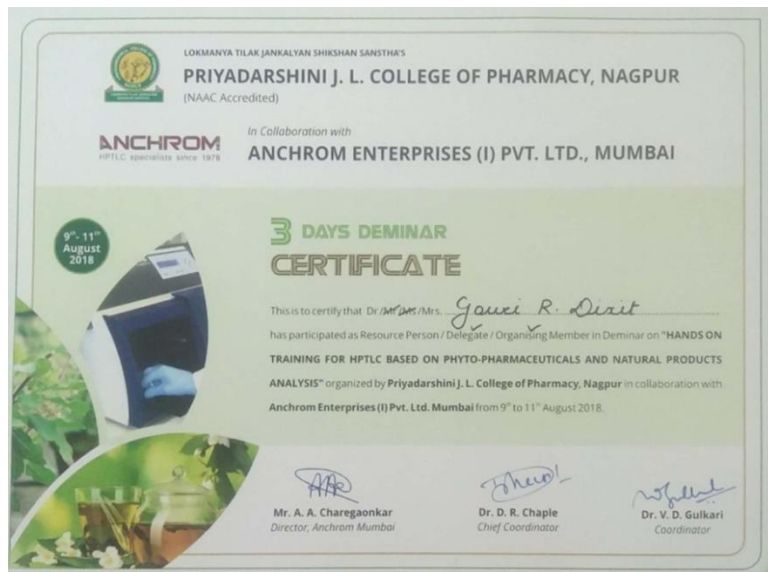 LOKMANYA TILAK JANKALYAN SHIKSHAN SANSTHA'S
PRIYADARSHINI J. L. COLLEGE OF PHARMACY, NAGPUR
(NAAC Accredited)
ANCHROM
HPTLC specialists since 1978
In Collaboration with
ANCHROM ENTERPRISES (I) PVT. LTD., MUMBAI
9th - 11th
August
2018
3 DAYS DEMINAR
CERTIFICATE
This is to certify that Dr./Mr./Ms./Mrs. Gauri R. Dixit
has participated as Resource Person / Delegate / Organising Member in Deminar on "HANDS ON
TRAINING FOR HPTLC BASED ON PHYTO-PHARMACEUTICALS AND NATURAL PRODUCTS
ANALYSIS" organized by Priyadarshini J. L. College of Pharmacy, Nagpur in collaboration with
Anchrom Enterprises (I) Pvt. Ltd. Mumbai from 9th to 11th August 2018.
Mr. A. A. Charegaonkar
Director, Anchrom Mumbai
Dr. D. R. Chaple
Chief Coordinator
Dr. V. D. Gulkari
Coordinator